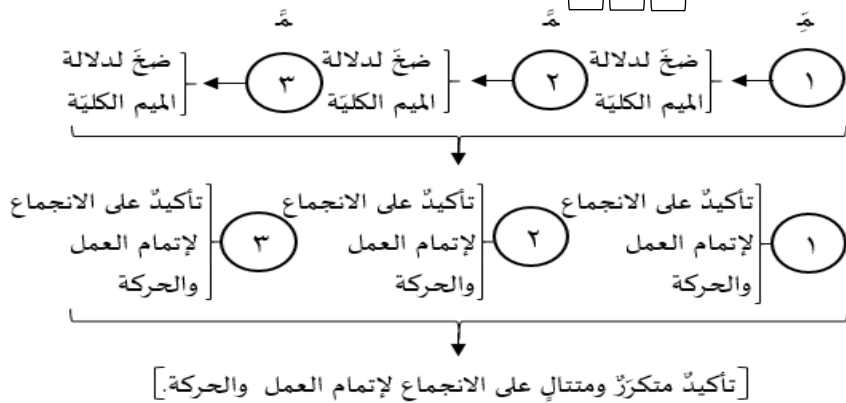 مَِّ مَّ مَّ
١ ضخَ لدلالة ٢ ضخَ لدلالة ٣ ضخَ لدلالة
الميم الكليّة الميم الكليّة الميم الكليّة
تأكيدٌ على الانجماع تأكيدٌ على الانجماع تأكيدٌ على الانجماع
١ لإتمام العمل ٢ لإتمام العمل ٣ لإتمام العمل
والحركة والحركة والحركة
[تأكيدٌ متكرَرٌ ومتتالٍ على الانجماع لإتمام العمل والحركة.]